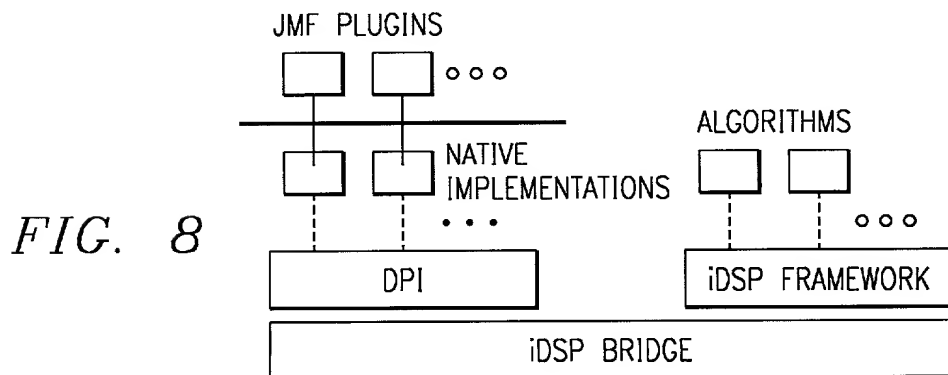 JMF PLUGINS
ALGORITHMS
NATIVE
IMPLEMENTATIONS
FIG. 8
DPI
iDSP FRAMEWORK
iDSP BRIDGE